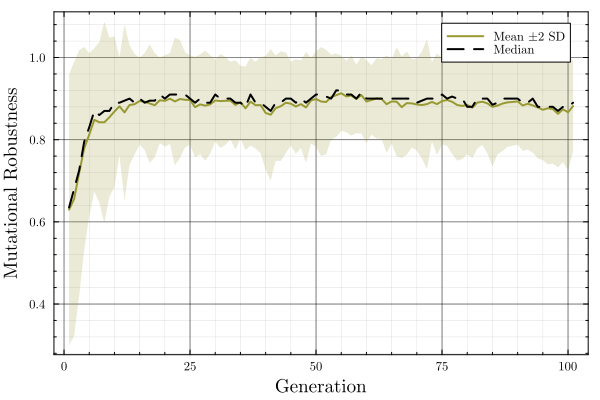 Mean ±2 SD
Median
1.0
0.8
0.6
0.4
Mutational Robustness
0 25 50 75 100
Generation